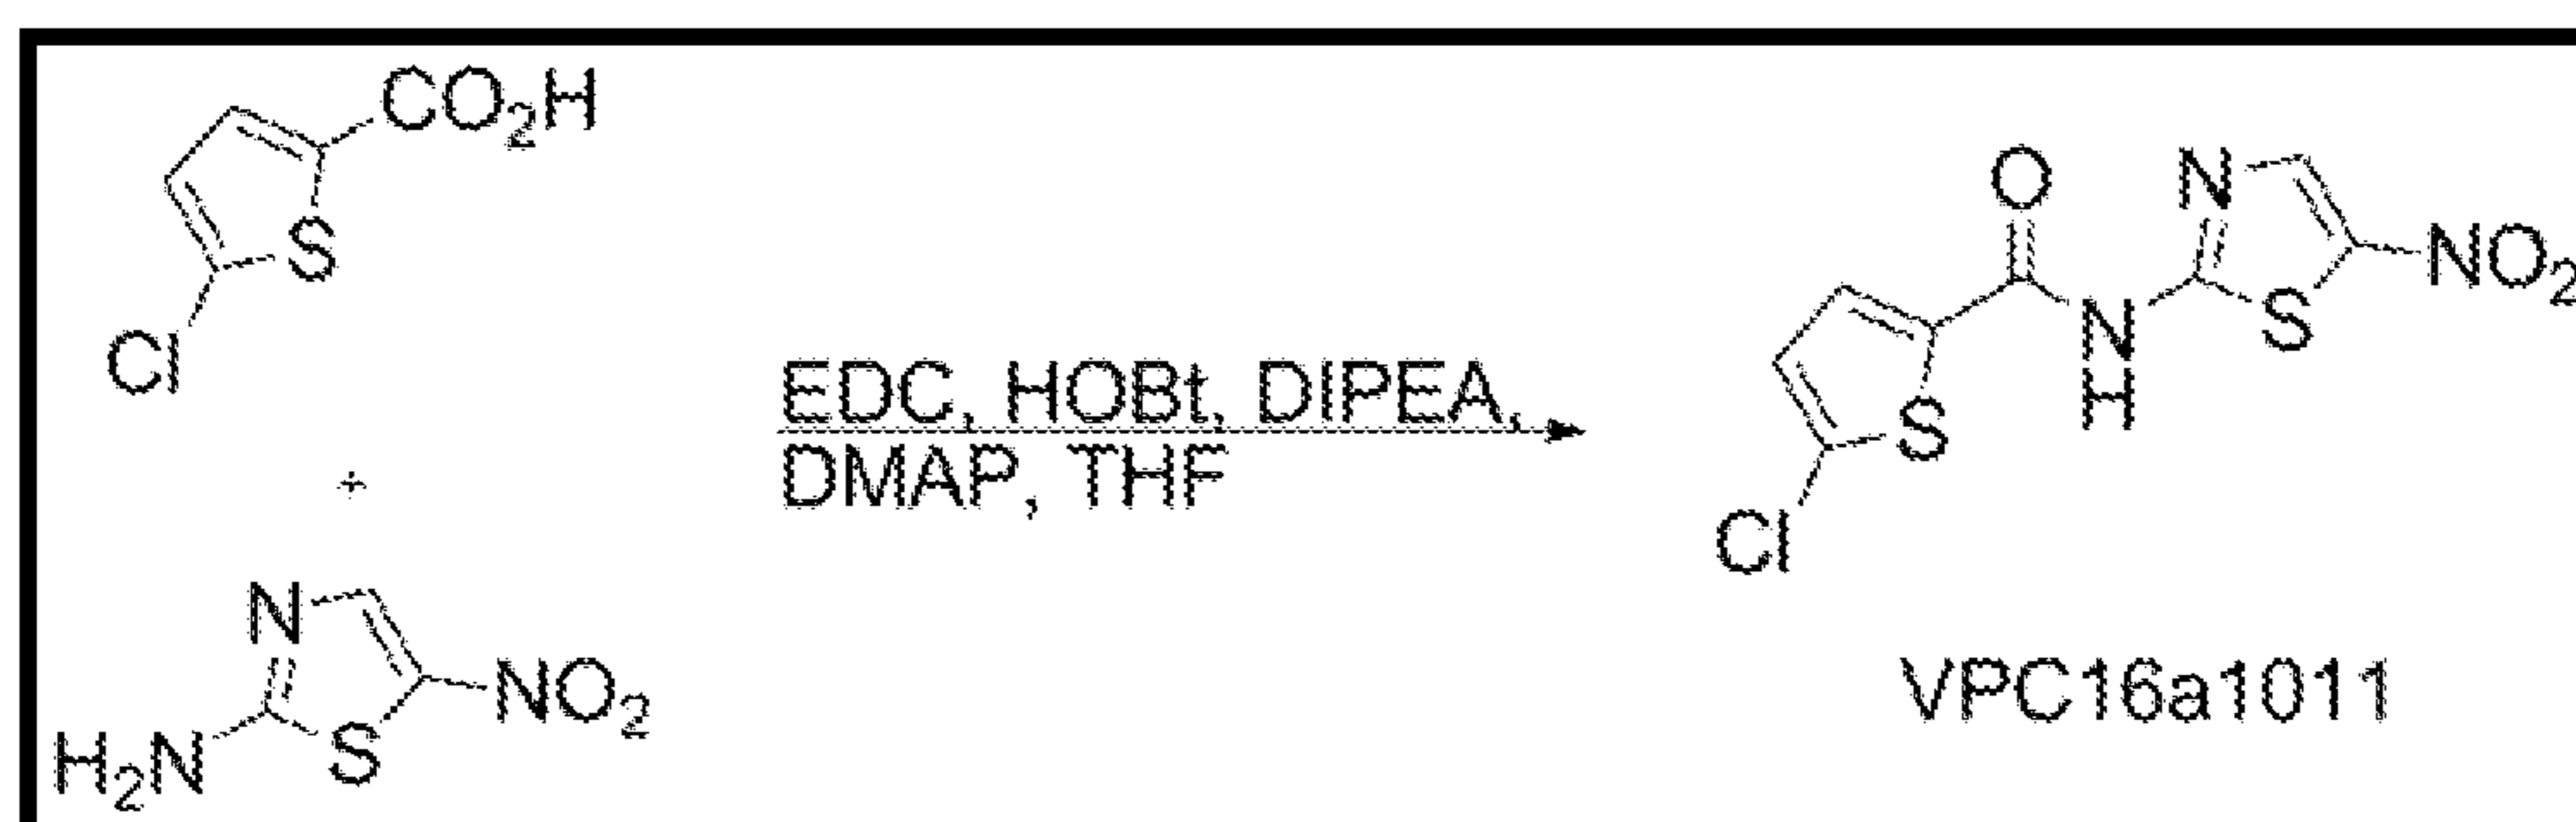 CO₂H
S
Cl
+
N
NO₂
H₂N
S
EDC, HOBt, DIPEA,
DMAP, THF
O
N
NO₂
S
N
H
S
Cl
VPC16a1011